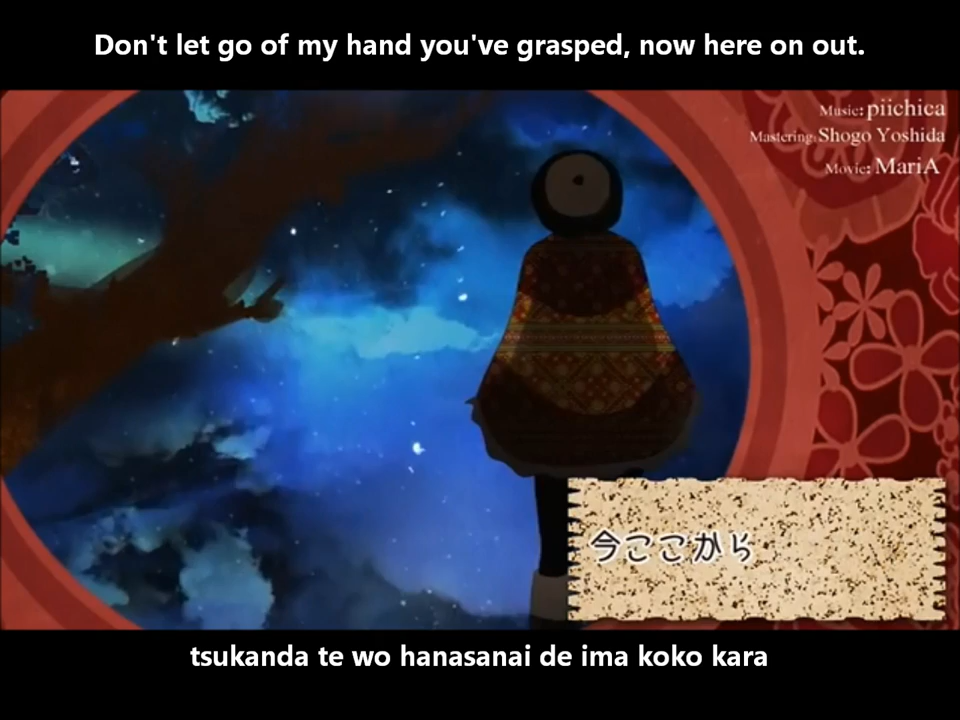 Don't let go of my hand you've grasped, now here on out.
Music: piichica
Mastering: Shogo Yoshida
Movie: MariA
今ここから
tsukanda te wo hanasanai de ima koko kara